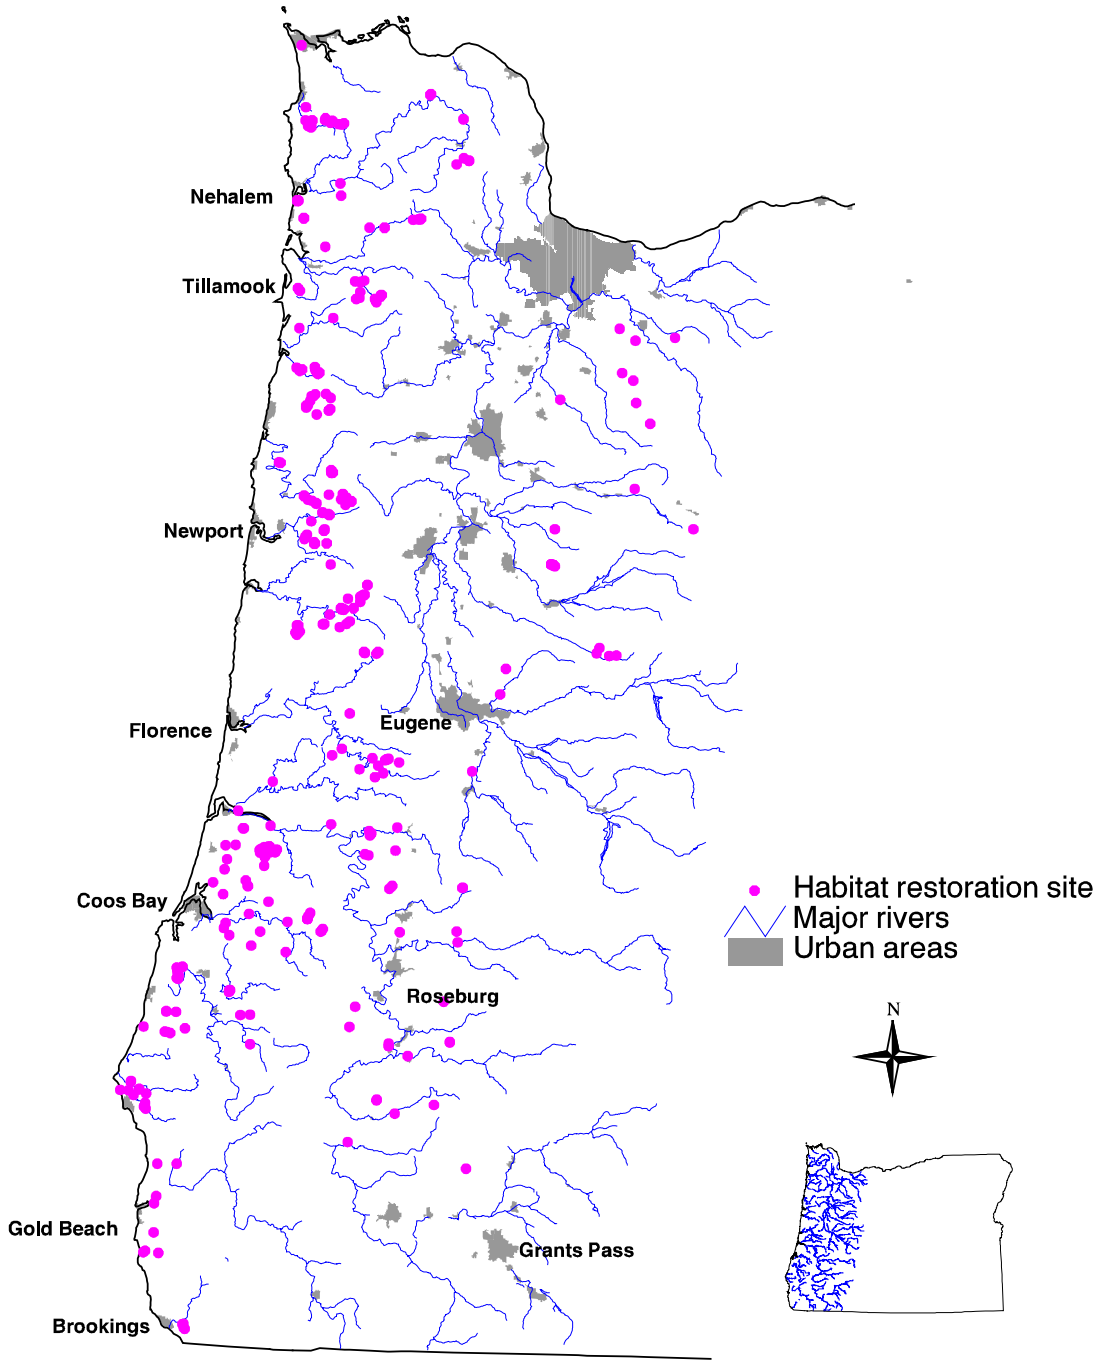 Nehalem
Tillamook
Newport
Florence
Eugene
Coos Bay
Habitat restoration site
Major rivers
Urban areas
Roseburg
N
Gold Beach
Grants Pass
Brookings